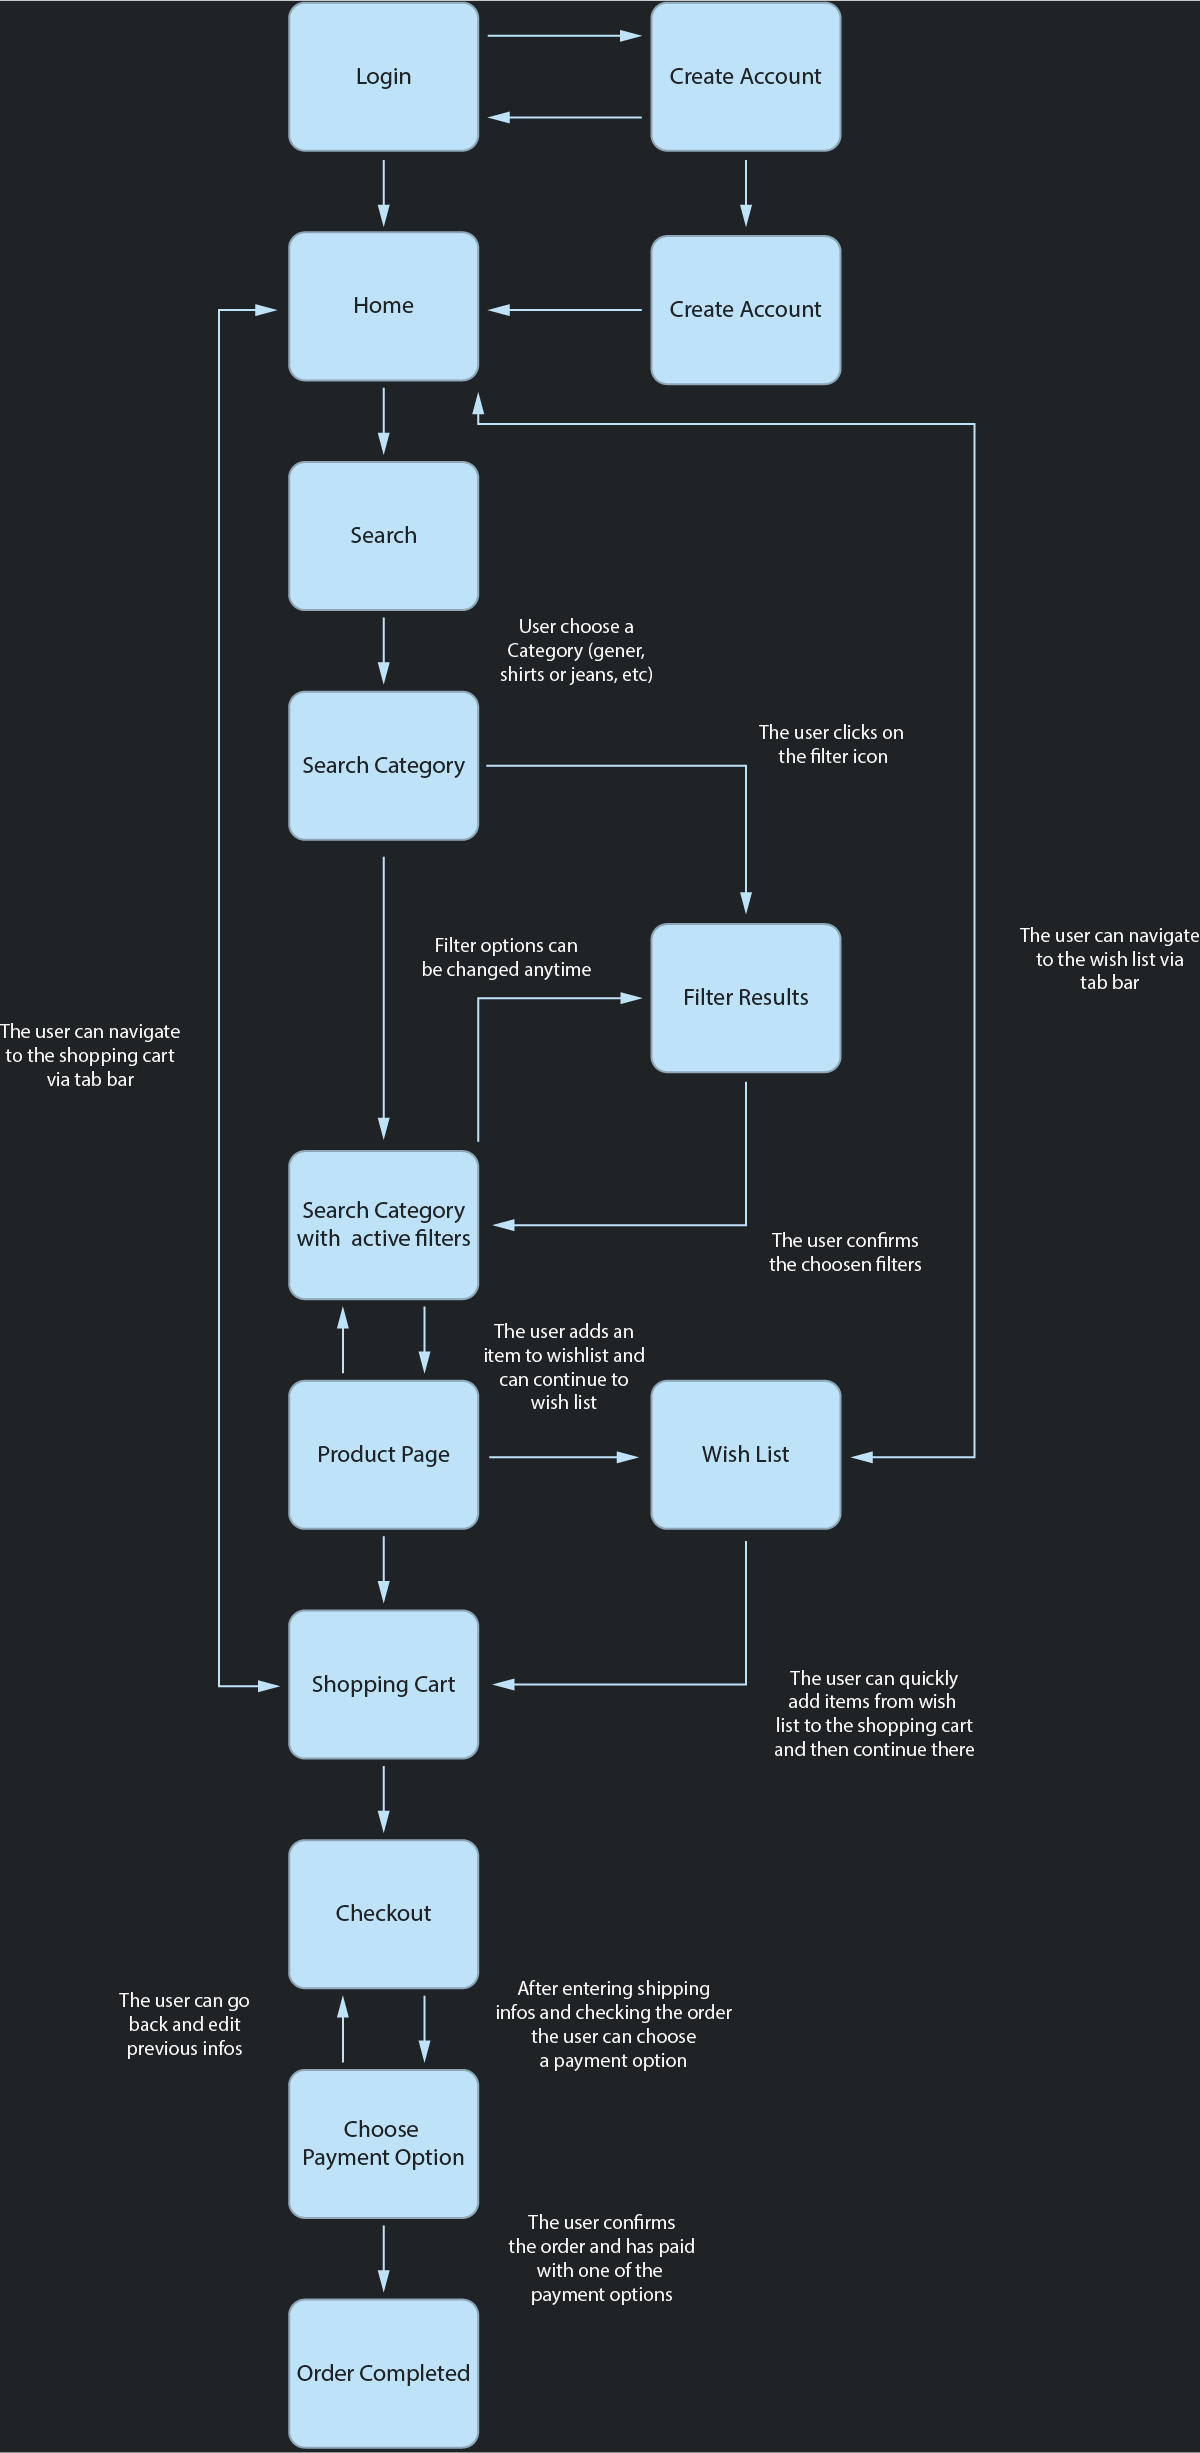 Login
Create Account
Home
Create Account
Search
User choose a
Category (gener,
shirts or jeans, etc)
The user clicks on
the filter icon
Search Category
Filter options can
be changed anytime
The user can navigate
to the wish list via
tab bar
Filter Results
The user can navigate
to the shopping cart
via tab bar
Search Category
with  active filters
The user confirms
the choosen filters
The user adds an
item to wishlist and
can continue to
wish list
Product Page
Wish List
Shopping Cart
The user can quickly
add items from wish
list to the shopping cart
and then continue there
Checkout
The user can go
back and edit
previous infos
After entering shipping
infos and checking the order
the user can choose
a payment option
Choose
Payment Option
The user confirms
the order and has paid
with one of the
payment options
Order Completed